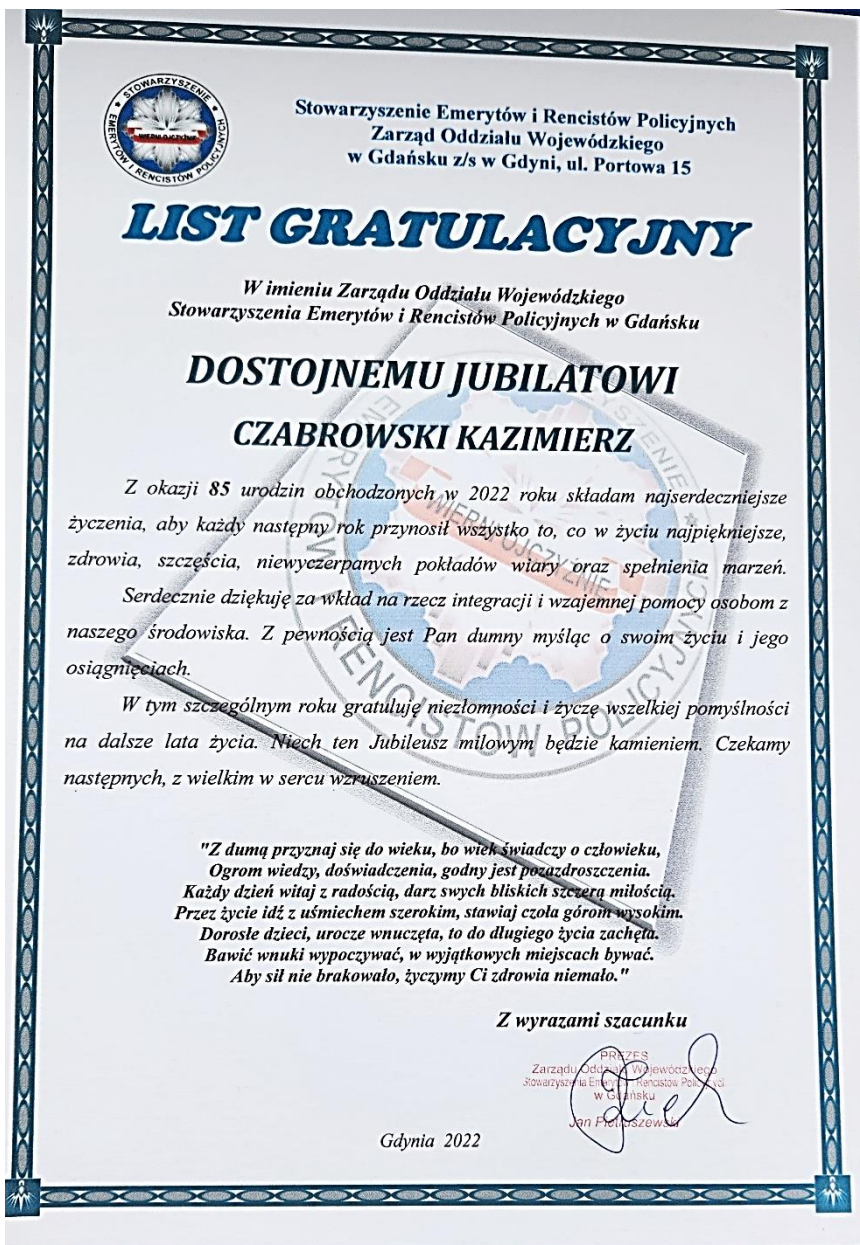 STOWARZYSZENIE EMERYTÓW I RENCISTÓW POLICYJNYCH
WIERNI OJCZYŹNIE
Stowarzyszenie Emerytów i Rencistów Policyjnych
Zarząd Oddziału Wojewódzkiego
w Gdańsku z/s w Gdyni, ul. Portowa 15
LIST GRATULACYJNY
W imieniu Zarządu Oddziału Wojewódzkiego
Stowarzyszenia Emerytów i Rencistów Policyjnych w Gdańsku
DOSTOJNEMU JUBILATOWI
CZABROWSKI KAZIMIERZ
Z okazji 85 urodzin obchodzonych w 2022 roku składam najserdeczniejsze
życzenia, aby każdy następny rok przynosił wszystko to, co w życiu najpiękniejsze,
zdrowia, szczęścia, niewyczerpanych pokładów wiary oraz spełnienia marzeń.
Serdecznie dziękuję za wkład na rzecz integracji i wzajemnej pomocy osobom z
naszego środowiska. Z pewnością jest Pan dumny myśląc o swoim życiu i jego
osiągnięciach.
W tym szczególnym roku gratuluję niezłomności i życzę wszelkiej pomyślności
na dalsze lata życia. Niech ten Jubileusz milowym będzie kamieniem. Czekamy
następnych, z wielkim w sercu wzruszeniem.
"Z dumą przyznaj się do wieku, bo wiek świadczy o człowieku,
Ogrom wiedzy, doświadczenia, godny jest pozazdroszczenia.
Każdy dzień witaj z radością, darz swych bliskich szczerą miłością.
Przez życie idź z uśmiechem szerokim, stawiaj czoła górom wysokim.
Dorosłe dzieci, urocze wnuczęta, to do długiego życia zachęta.
Bawić wnuki wypoczywać, w wyjątkowych miejscach bywać.
Aby sił nie brakowało, życzymy Ci zdrowia niemało."
Z wyrazami szacunku
PREZES
Zarządu Oddziału Wojewódzkiego
Stowarzyszenia Emerytów i Rencistów
w Gdańsku
Jan Pietruszewski
Gdynia 2022